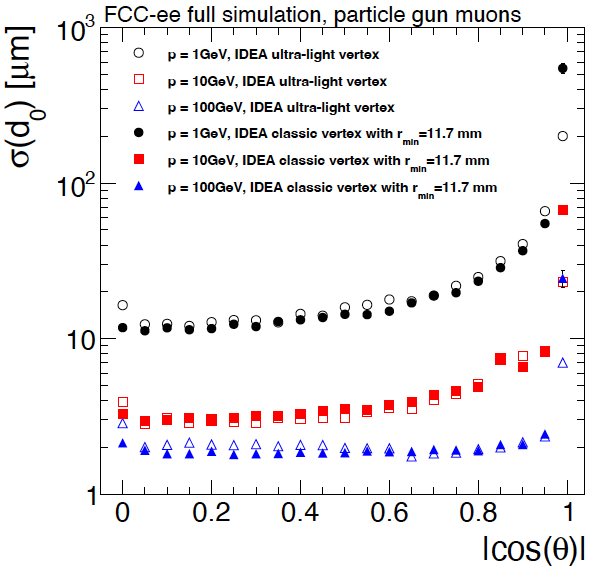 FCC-ee full simulation, particle gun muons
σ(d0) [μm]
10³
10²
10
1
p = 1GeV, IDEA ultra-light vertex
p = 10GeV, IDEA ultra-light vertex
p = 100GeV, IDEA ultra-light vertex
p = 1GeV, IDEA classic vertex with rmin=11.7 mm
p = 10GeV, IDEA classic vertex with rmin=11.7 mm
p = 100GeV, IDEA classic vertex with rmin=11.7 mm
0 0.2 0.4 0.6 0.8 1
|cos(θ)|